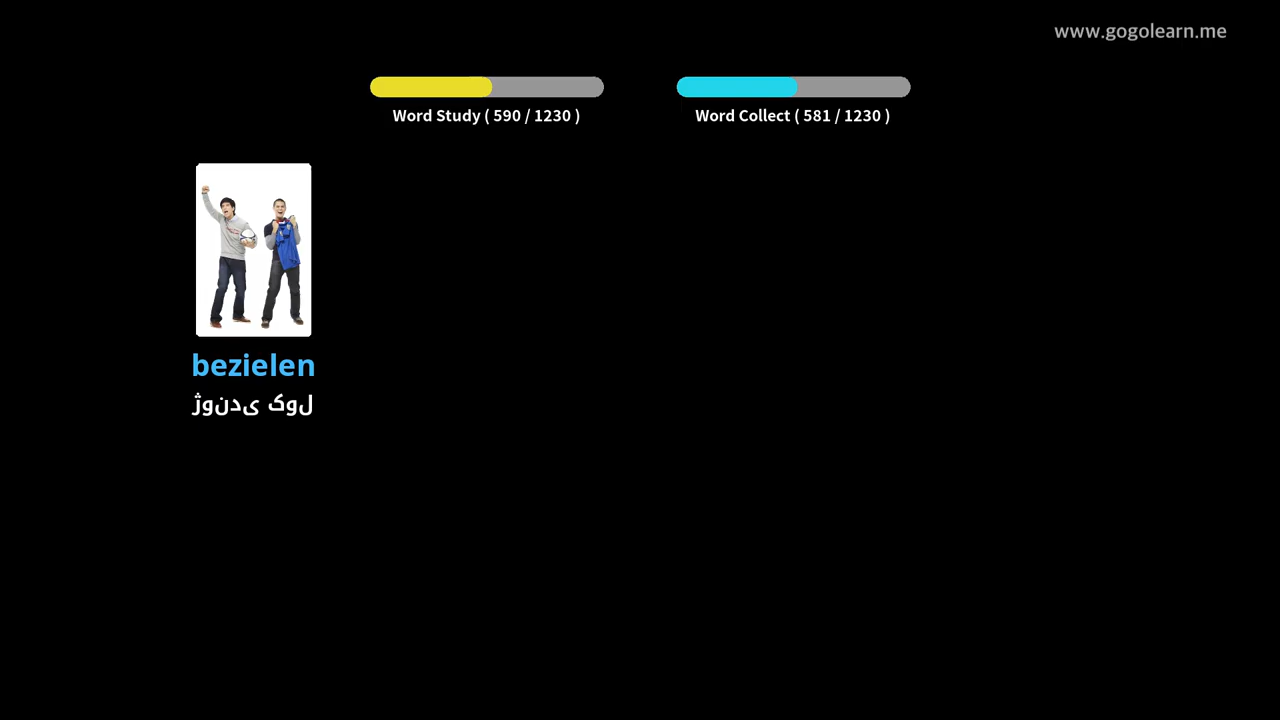 www.gogolearn.me
Word Study ( 590 / 1230 )
Word Collect ( 581 / 1230 )
bezielen
ژوندی کول